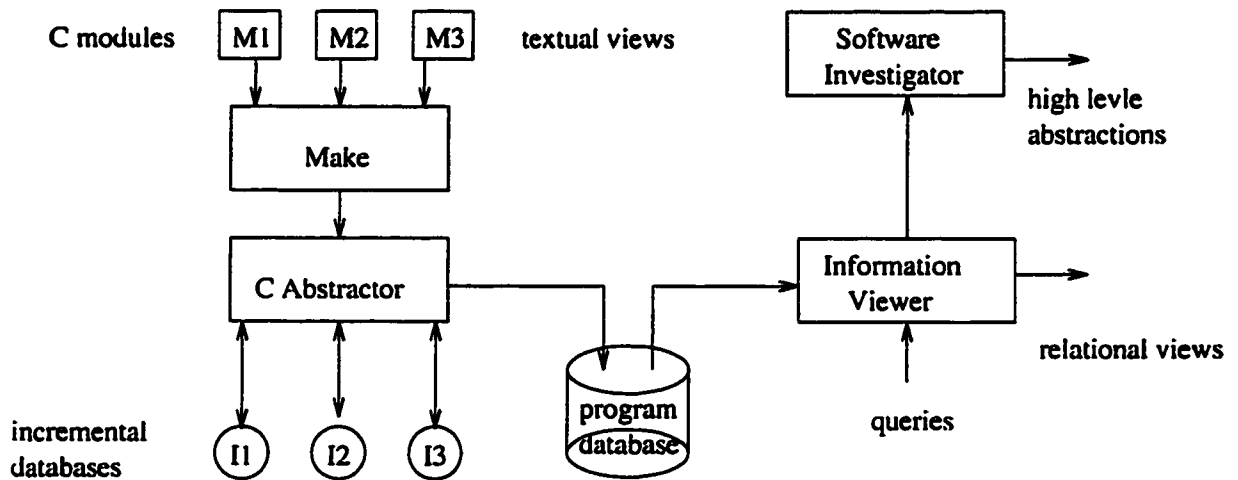 C modules
M1
M2
M3
textual views
Software
Investigator
high levle
abstractions
Make
C Abstractor
Information
Viewer
relational views
queries
program
database
incremental
databases
I1
I2
I3